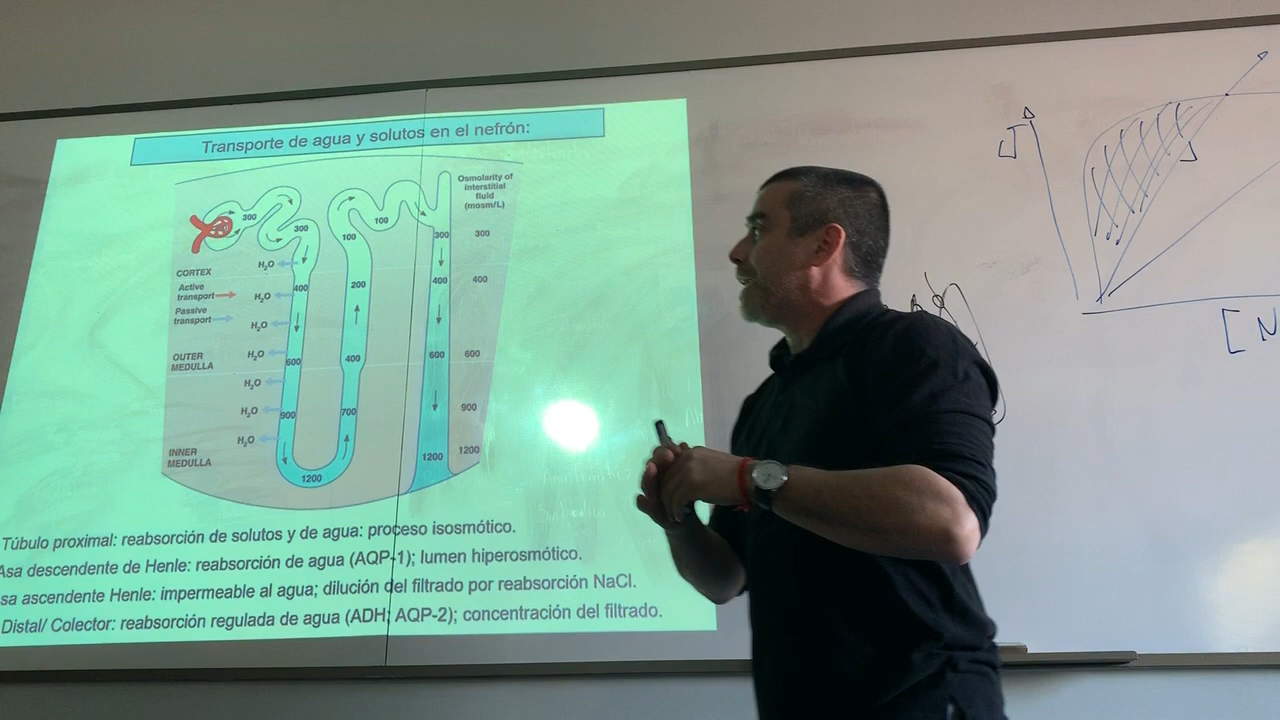 Transporte de agua y solutos en el nefrón:
Osmolarity of
interstitial
fluid
(mosm/L)
300
300
100
100
300
300
CORTEX
H₂O
Active
transport
400
200
400
400
H₂O
Passive
transport
H₂O
OUTER
MEDULLA
H₂O
600
400
600
600
H₂O
H₂O
900
700
900
H₂O
INNER
MEDULLA
1200
1200
1200
Túbulo proximal: reabsorción de solutos y de agua: proceso isosmótico.
Asa descendente de Henle: reabsorción de agua (AQP-1); lumen hiperosmótico.
sa ascendente Henle: impermeable al agua; dilución del filtrado por reabsorción NaCl.
Distal/ Colector: reabsorción regulada de agua (ADH; AQP-2); concentración del filtrado.
J
[N